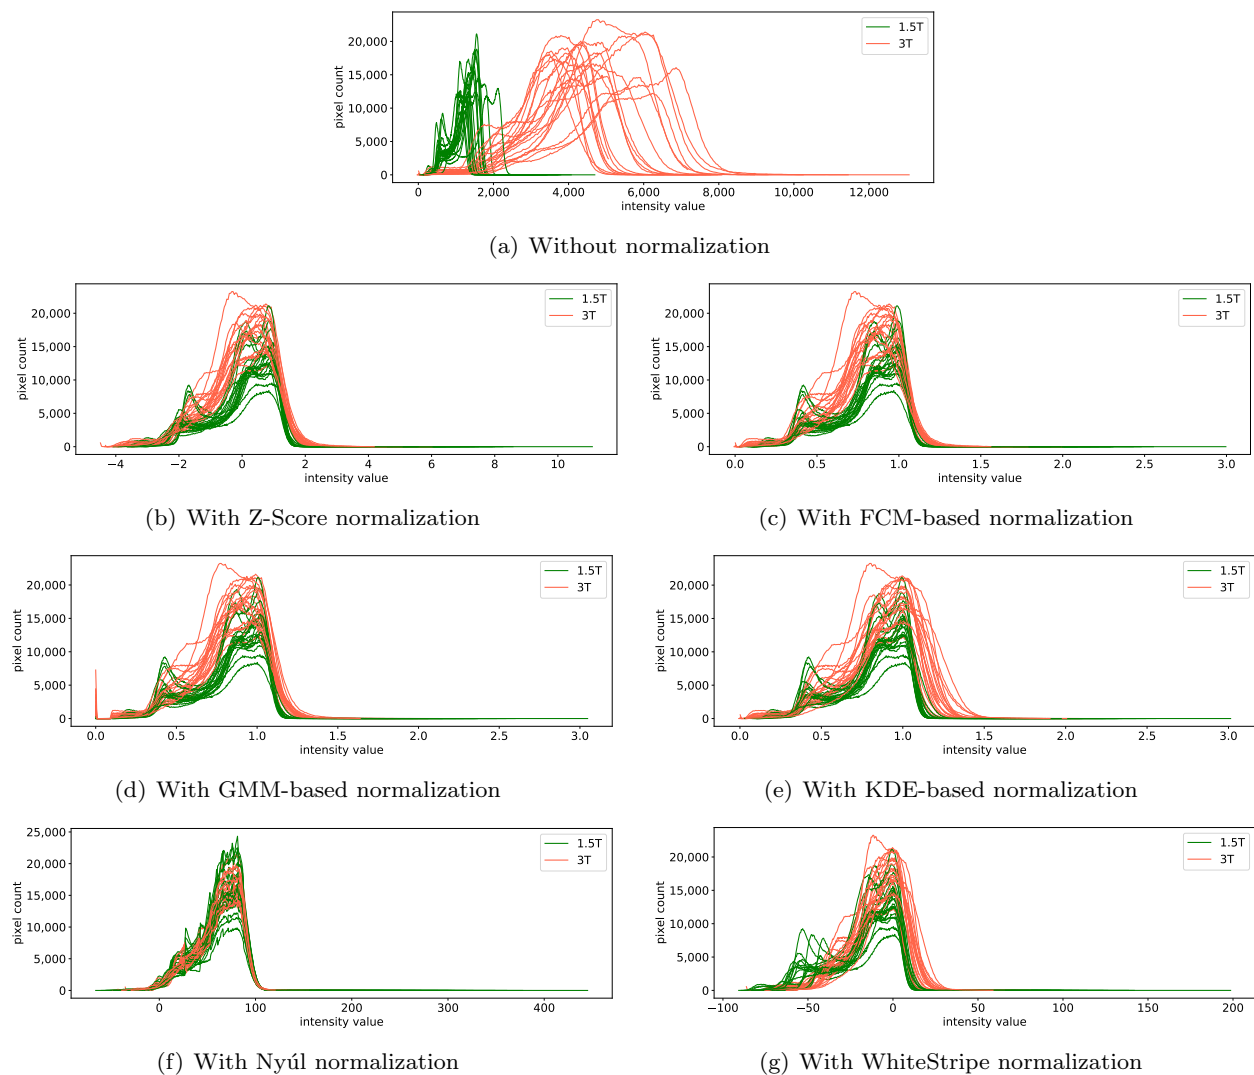 20,000
15,000
10,000
5,000
0
pixel count
1.5T
3T
0
2,000
4,000
6,000
8,000
10,000
12,000
intensity value
(a) Without normalization
20,000
15,000
10,000
5,000
0
pixel count
1.5T
3T
−4
−2
0
2
4
6
8
10
intensity value
(b) With Z-Score normalization
20,000
15,000
10,000
5,000
0
pixel count
1.5T
3T
0.0
0.5
1.0
1.5
2.0
2.5
3.0
intensity value
(c) With FCM-based normalization
20,000
15,000
10,000
5,000
0
pixel count
1.5T
3T
0.0
0.5
1.0
1.5
2.0
2.5
3.0
intensity value
(d) With GMM-based normalization
20,000
15,000
10,000
5,000
0
pixel count
1.5T
3T
0.0
0.5
1.0
1.5
2.0
2.5
3.0
intensity value
(e) With KDE-based normalization
25,000
20,000
15,000
10,000
5,000
0
pixel count
1.5T
3T
0
100
200
300
400
intensity value
(f) With Nyúl normalization
20,000
15,000
10,000
5,000
0
pixel count
1.5T
3T
−100
−50
0
50
100
150
200
intensity value
(g) With WhiteStripe normalization